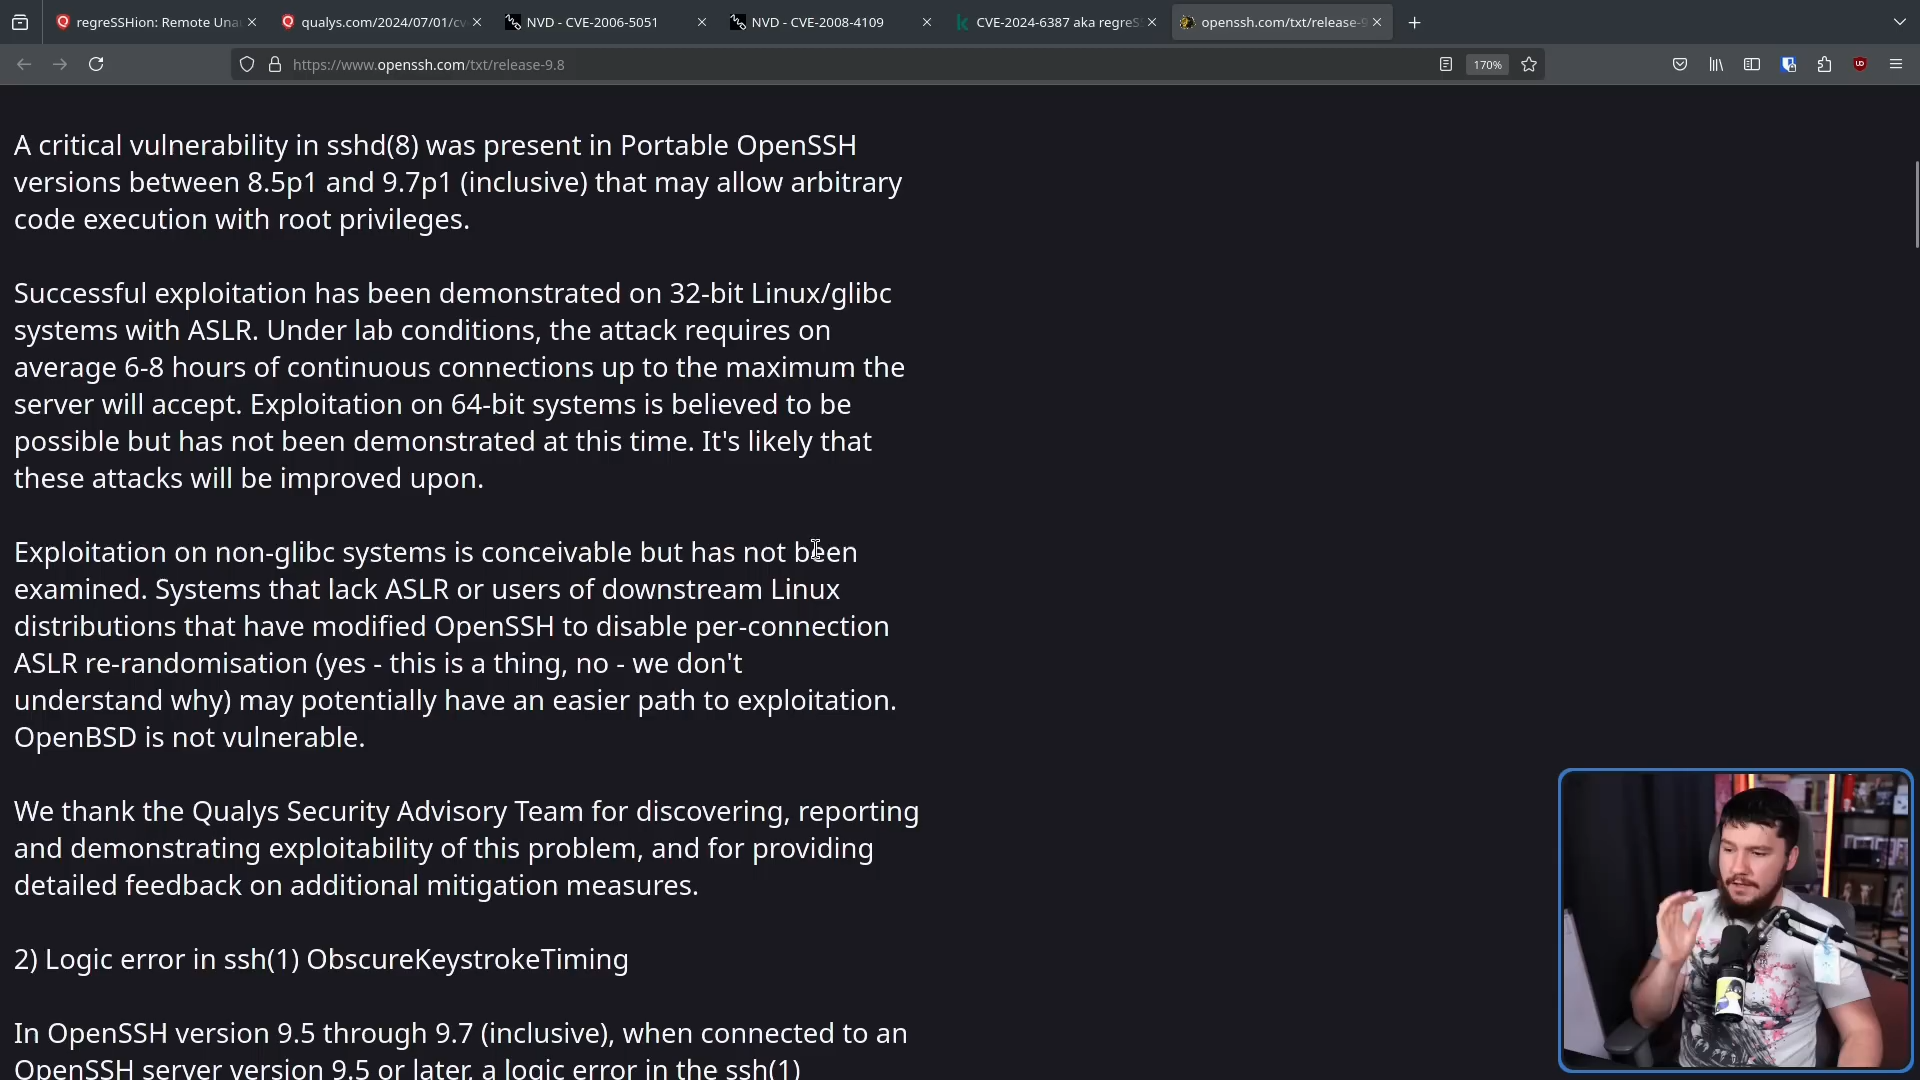 regreSSHion: Remote Una
qualys.com/2024/07/01/cv
NVD - CVE-2006-5051
NVD - CVE-2008-4109
CVE-2024-6387 aka regreS
openssh.com/txt/release-9
https://www.openssh.com/txt/release-9.8
170%
A critical vulnerability in sshd(8) was present in Portable OpenSSH
versions between 8.5p1 and 9.7p1 (inclusive) that may allow arbitrary
code execution with root privileges.
Successful exploitation has been demonstrated on 32-bit Linux/glibc
systems with ASLR. Under lab conditions, the attack requires on
average 6-8 hours of continuous connections up to the maximum the
server will accept. Exploitation on 64-bit systems is believed to be
possible but has not been demonstrated at this time. It's likely that
these attacks will be improved upon.
Exploitation on non-glibc systems is conceivable but has not been
examined. Systems that lack ASLR or users of downstream Linux
distributions that have modified OpenSSH to disable per-connection
ASLR re-randomisation (yes - this is a thing, no - we don't
understand why) may potentially have an easier path to exploitation.
OpenBSD is not vulnerable.
We thank the Qualys Security Advisory Team for discovering, reporting
and demonstrating exploitability of this problem, and for providing
detailed feedback on additional mitigation measures.
2) Logic error in ssh(1) ObscureKeystrokeTiming
In OpenSSH version 9.5 through 9.7 (inclusive), when connected to an
OpenSSH server version 9.5 or later, a logic error in the ssh(1)